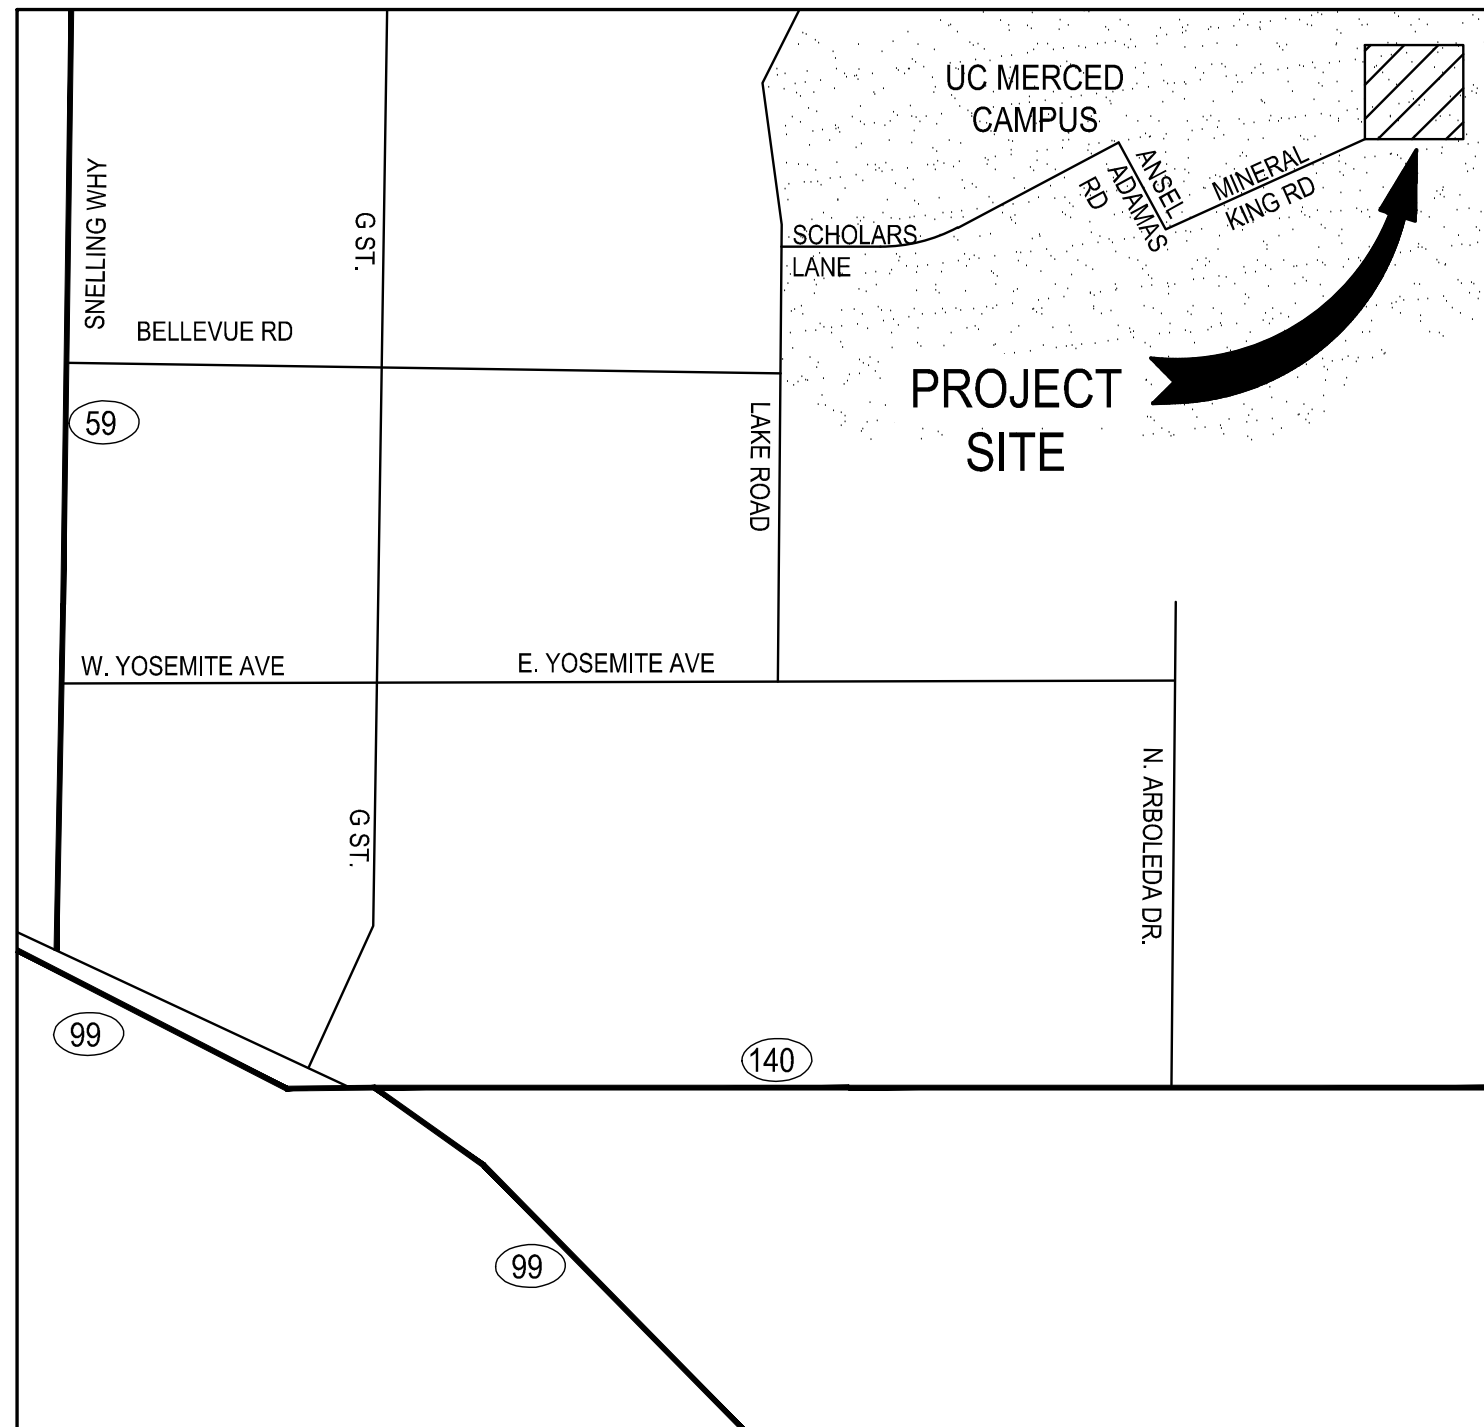 UC MERCED
CAMPUS
SNELLING WHY
G ST.
ANSEL
ADAMAS
RD
MINERAL
KING RD
SCHOLARS
LANE
BELLEVUE RD
PROJECT
SITE
59
LAKE ROAD
W. YOSEMITE AVE
E. YOSEMITE AVE
G ST.
N. ARBOLEDA DR.
99
140
99